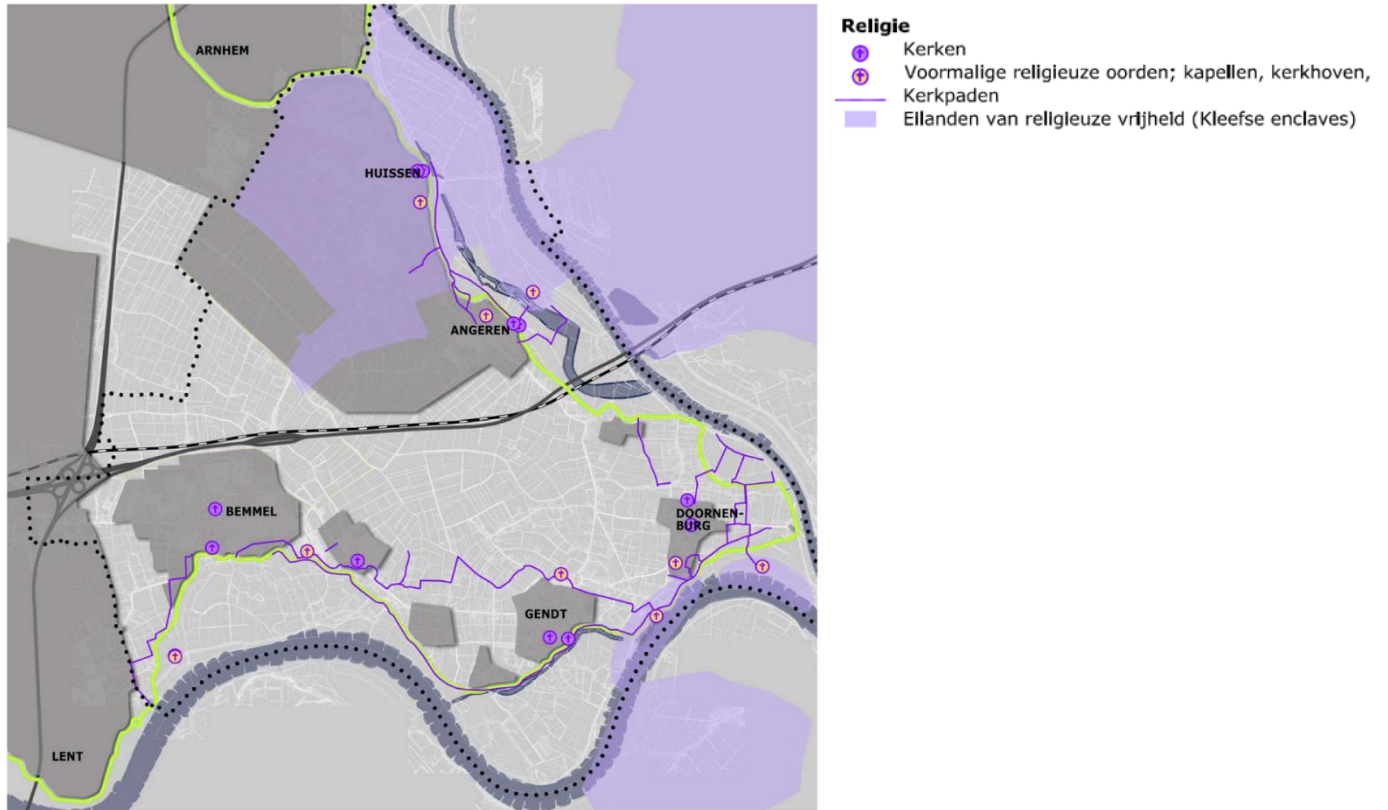 ARNHEM
HUISSEN
ANGEREN
BEMMEL
DOORNEN-
BURG
GENDT
LENT
Religie
Kerken
Voormalige religieuze oorden; kapellen, kerkhoven,
Kerkpaden
Eilanden van religieuze vrijheid (Kleefse enclaves)